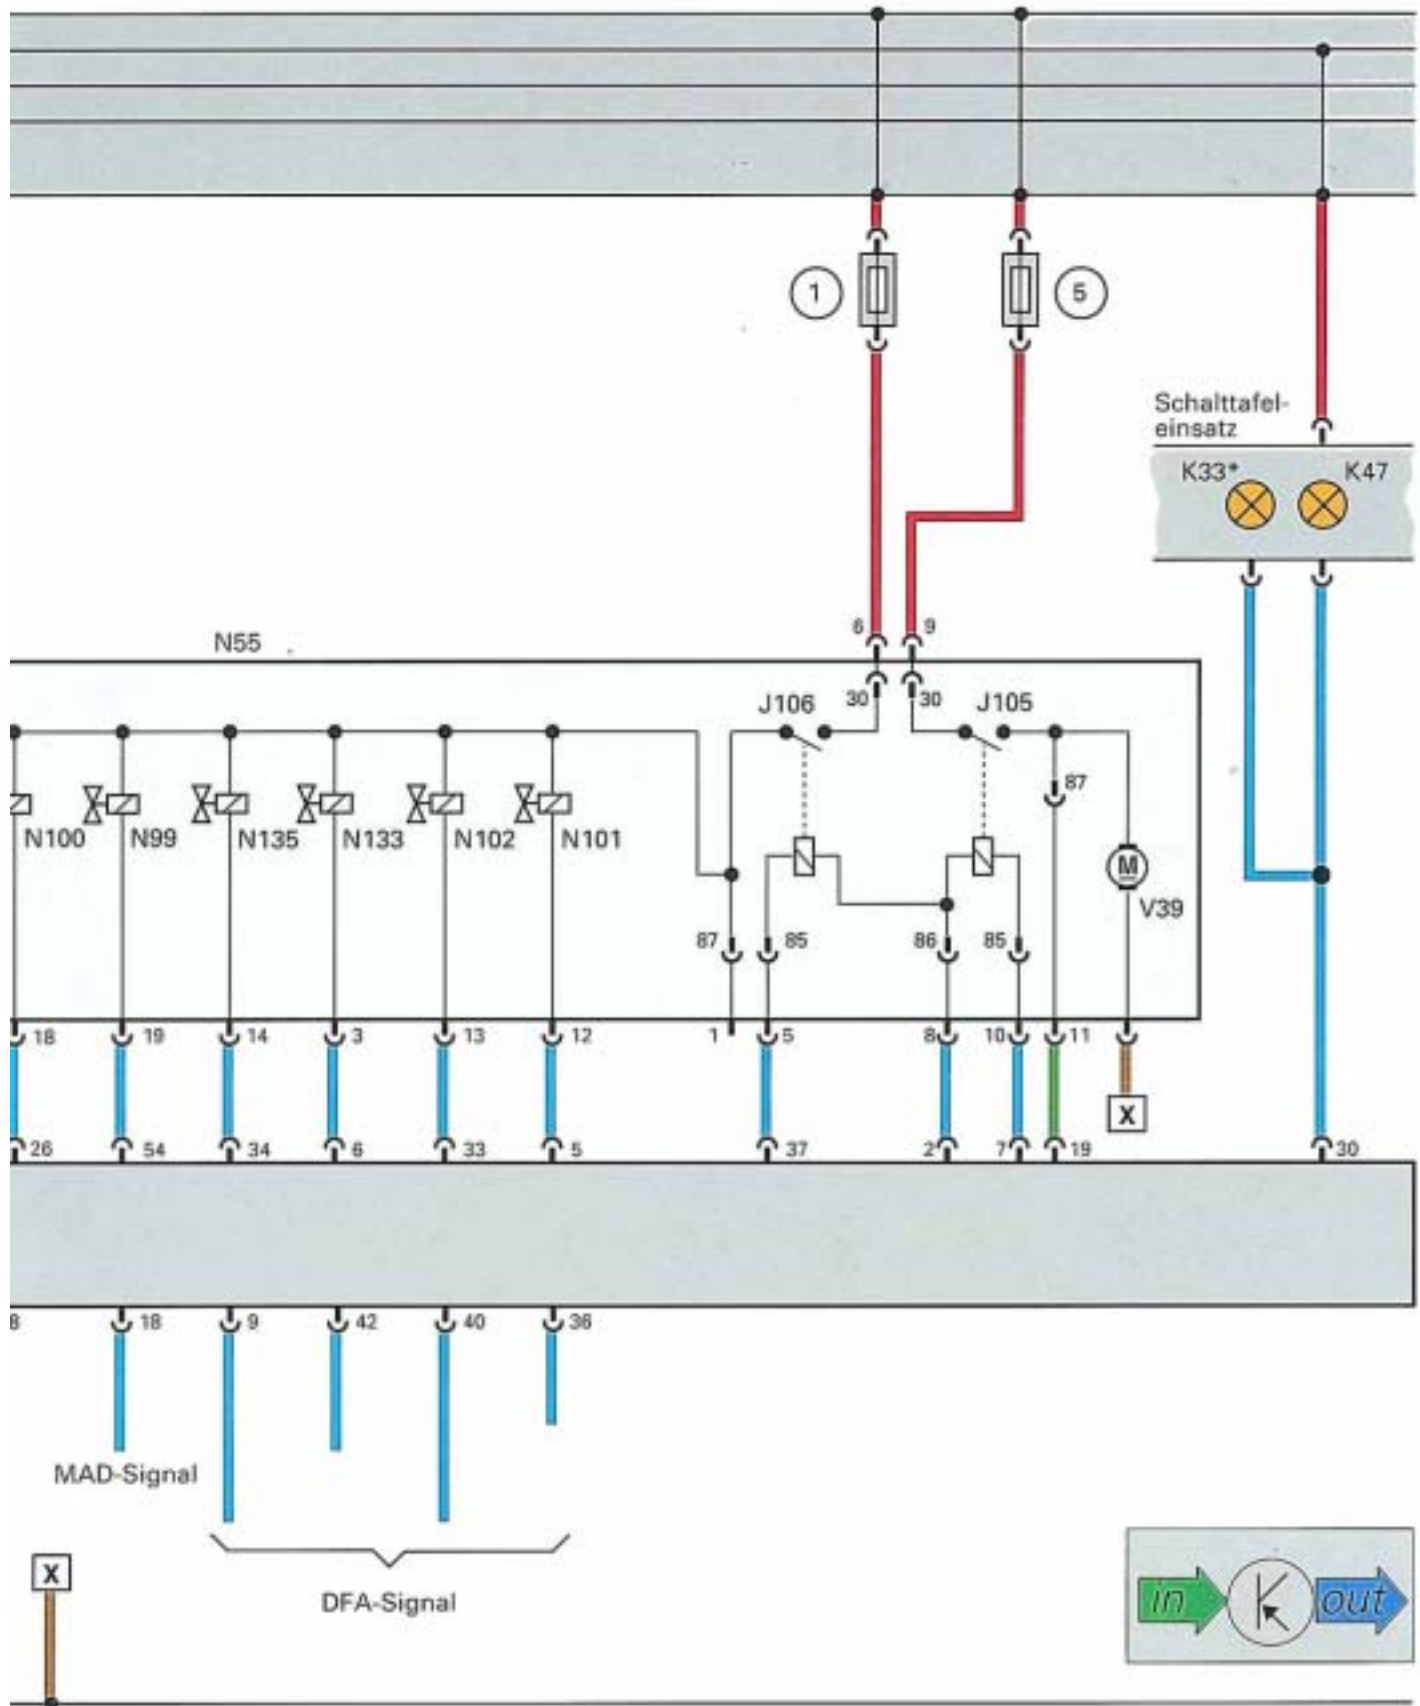 1
5
Schalttafel-
einsatz
K33* K47
6 9
N55
J106 30 30 J105
87
N100 N99 N135 N133 N102 N101
M
V39
87 85 86 85
18 19 14 3 13 12 1 5 8 10 11
X
26 54 34 6 33 5 37 2 7 19 30
8 18 9 42 40 36
MAD-Signal
X
DFA-Signal
in out